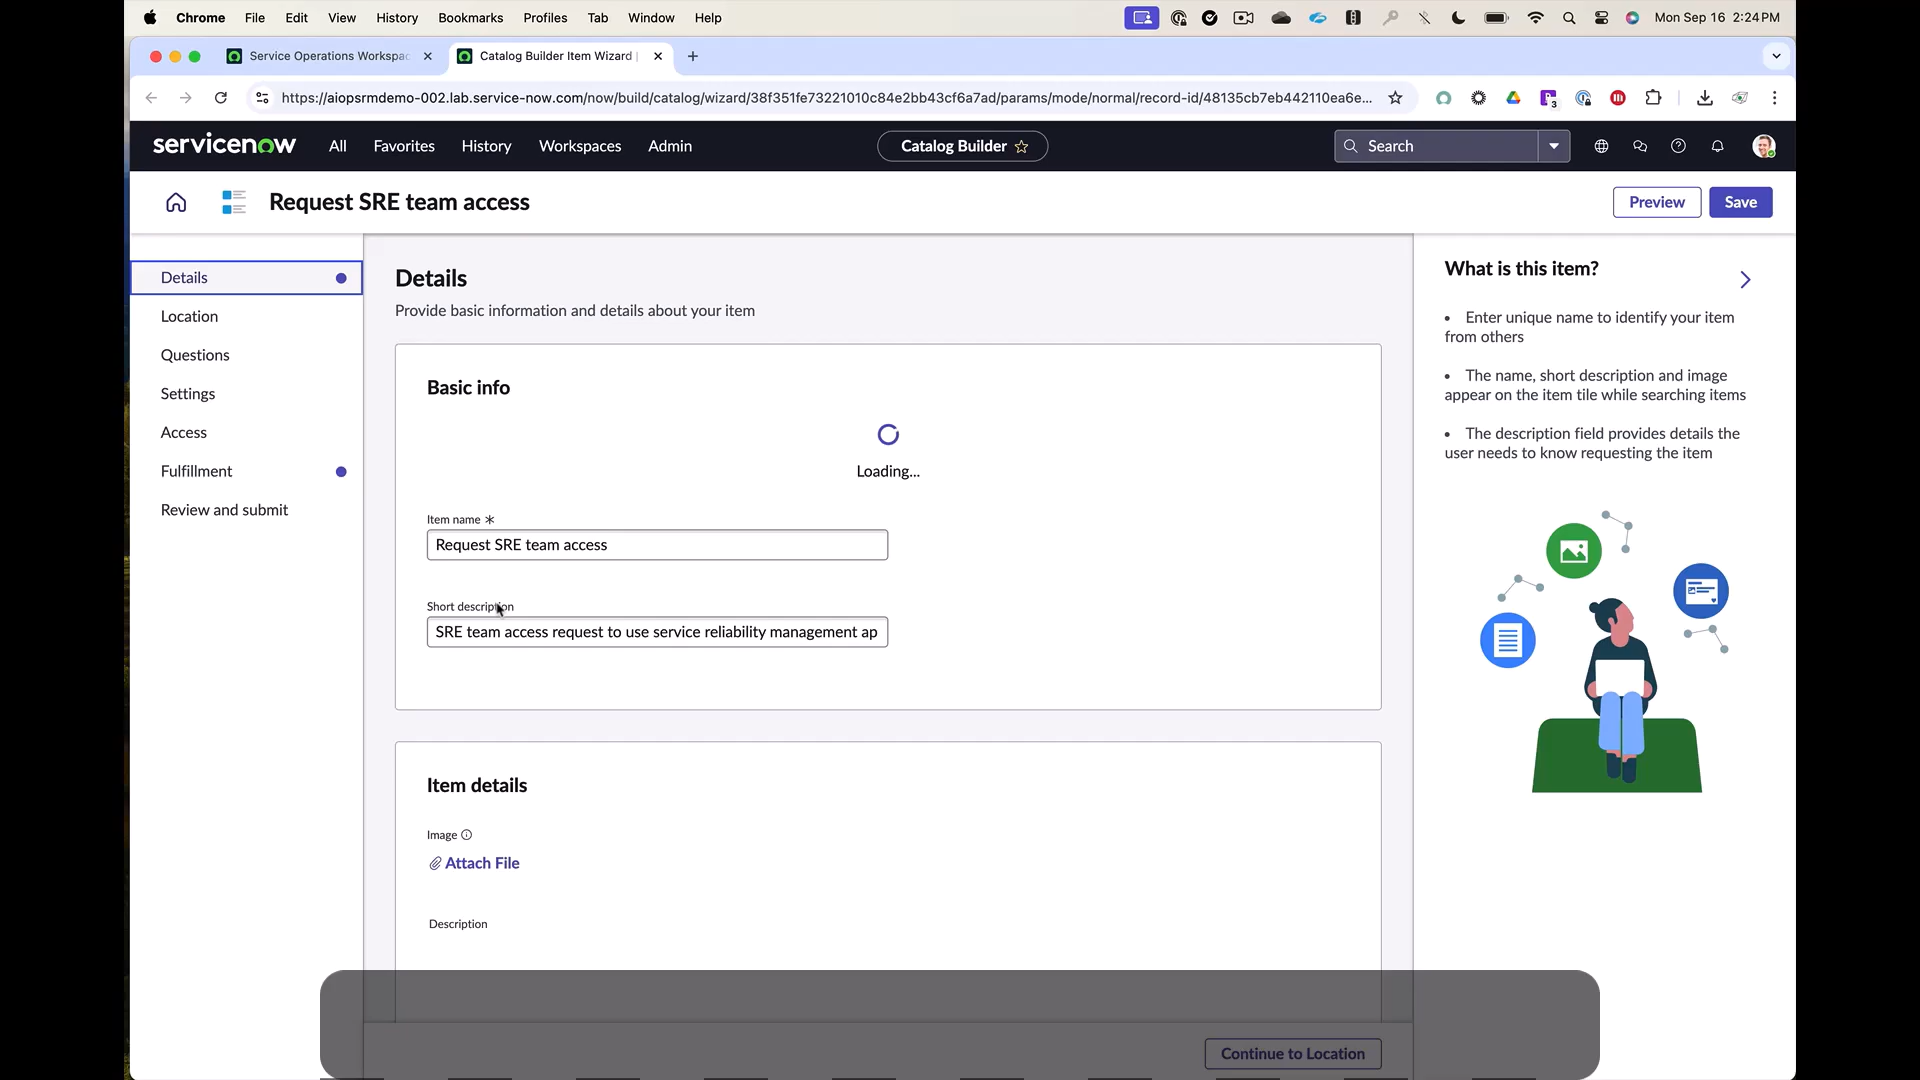 Chrome File Edit View History Bookmarks Profiles Tab Window Help Mon Sep 16 2:24 PM
Service Operations Workspac Catalog Builder Item Wizard |
https://aiopsrmdemo-002.lab.service-now.com/now/build/catalog/wizard/38f351fe73221010c84e2bb43cf6a7ad/params/mode/normal/record-id/48135cb7eb442110ea6e... 3
servicenow All Favorites History Workspaces Admin Catalog Builder Search
Request SRE team access Preview Save
Details
Location
Questions
Settings
Access
Fulfillment
Review and submit
Details
Provide basic information and details about your item
Basic info
Loading...
Item name *
Request SRE team access
Short description
SRE team access request to use service reliability management ap
Item details
Image
Attach File
Description
Continue to Location
What is this item?
• Enter unique name to identify your item
from others
• The name, short description and image
appear on the item tile while searching items
• The description field provides details the
user needs to know requesting the item